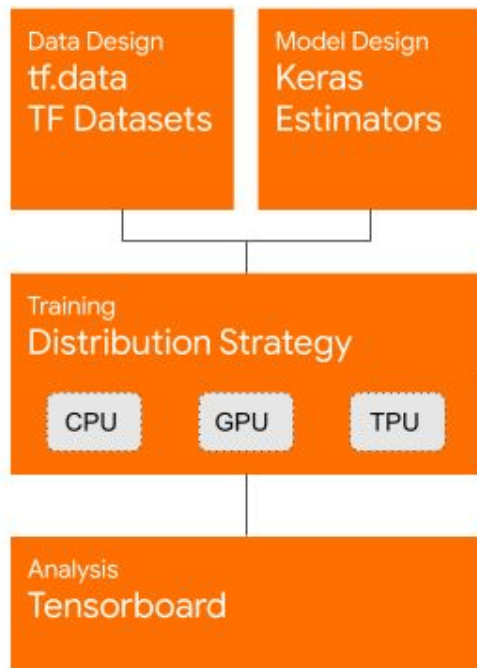 Data Design
tf.data
TF Datasets
Model Design
Keras
Estimators
Training
Distribution Strategy
CPU
GPU
TPU
Analysis
Tensorboard